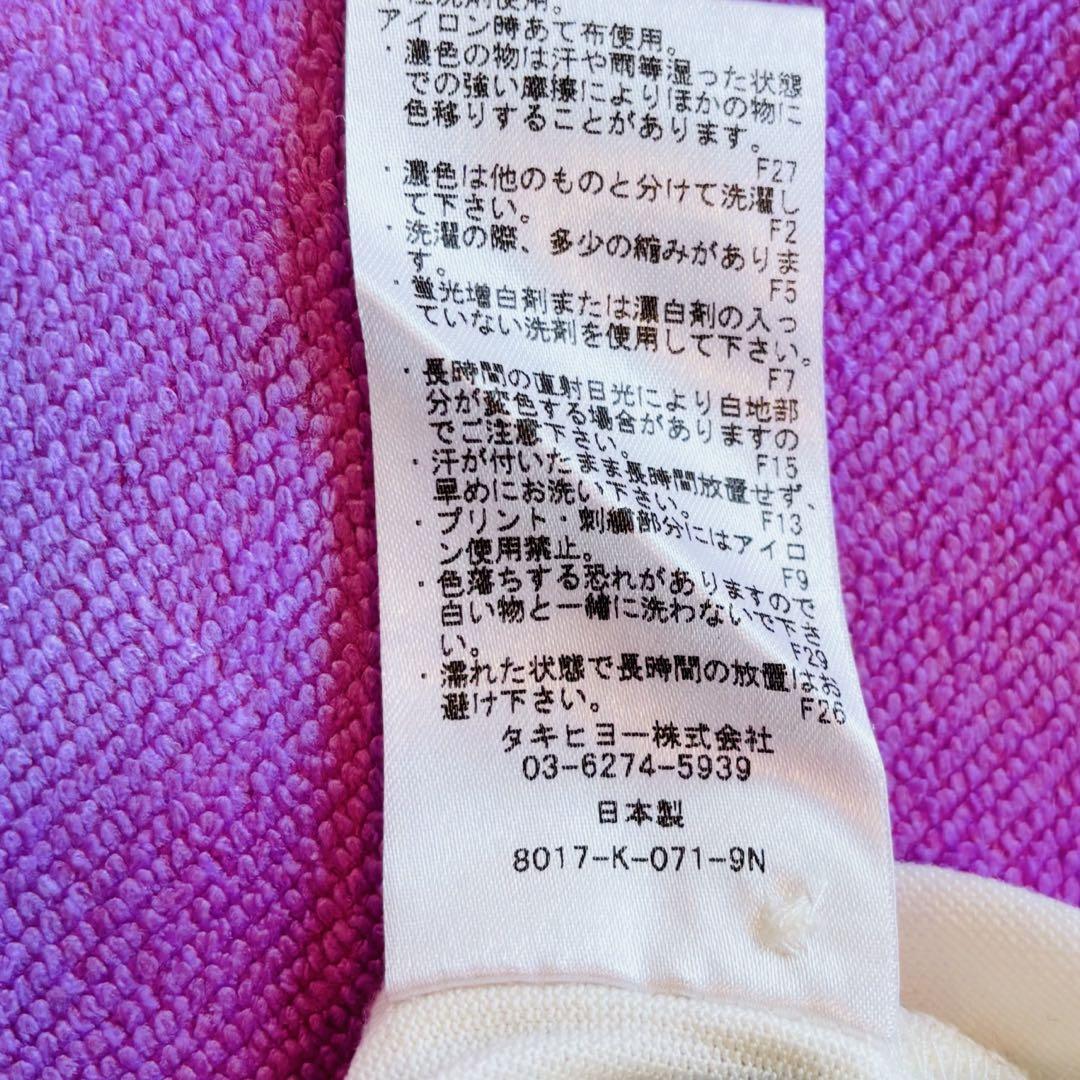 性洗剤使用。
アイロン時あて布使用。
・濃色の物は汗や雨等湿った状態
での強い摩擦によりほかの物に
色移りすることがあります。
F27
・濃色は他のものと分けて洗濯し
て下さい。
F2
・洗濯の際、多少の縮みがありま
す。
F5
・蛍光増白剤または漂白剤の入っ
ていない洗剤を使用して下さい。
F7
・長時間の直射日光により白地部
分が変色する場合がありますの
でご注意下さい。
F15
・汗が付いたまま長時間放置せず、
早めにお洗い下さい。
F13
・プリント・刺繍部分にはアイロ
ン使用禁止。
F9
・色落ちする恐れがありますので
白い物と一緒に洗わないで下さ
い。
F29
・濡れた状態で長時間の放置はお
避け下さい。
F26
タキヒヨー株式会社
03-6274-5939
日本製
8017-K-071-9N